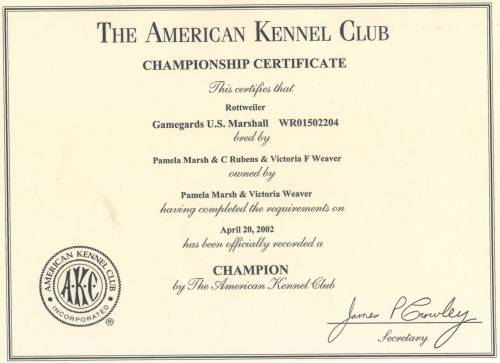 THE AMERICAN KENNEL CLUB
CHAMPIONSHIP CERTIFICATE
This certifies that
Rottweiler
Gamegards U.S. Marshall WR01502204
bred by
Pamela Marsh & C Rubens & Victoria F Weaver
owned by
Pamela Marsh & Victoria Weaver
having completed the requirements on
April 20, 2002
has been officially recorded a
CHAMPION
by The American Kennel Club
AMERICAN KENNEL CLUB
A·K·C
INCORPORATED
®
James P Crowley
Secretary